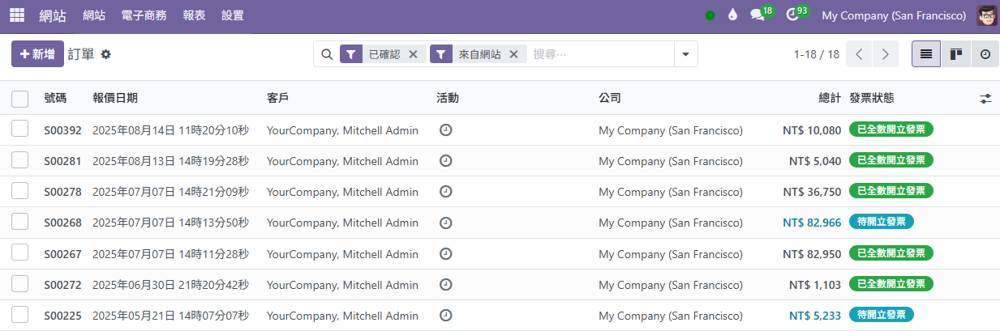 網站 網站 電子商務 報表 設置 18 93 My Company (San Francisco)
新增 訂單 已確認 來自網站 搜尋… 1-18 / 18
號碼 報價日期 客戶 活動 公司 總計 發票狀態
S00392 2025年08月14日 11時20分10秒 YourCompany, Mitchell Admin My Company (San Francisco) NT$ 10,080 已全數開立發票
S00281 2025年08月13日 14時19分28秒 YourCompany, Mitchell Admin My Company (San Francisco) NT$ 5,040 已全數開立發票
S00278 2025年07月07日 14時21分09秒 YourCompany, Mitchell Admin My Company (San Francisco) NT$ 36,750 已全數開立發票
S00268 2025年07月07日 14時13分50秒 YourCompany, Mitchell Admin My Company (San Francisco) NT$ 82,966 待開立發票
S00267 2025年07月07日 14時11分28秒 YourCompany, Mitchell Admin My Company (San Francisco) NT$ 82,950 已全數開立發票
S00272 2025年06月30日 21時20分42秒 YourCompany, Mitchell Admin My Company (San Francisco) NT$ 1,103 已全數開立發票
S00225 2025年05月21日 14時07分07秒 YourCompany, Mitchell Admin My Company (San Francisco) NT$ 5,233 待開立發票